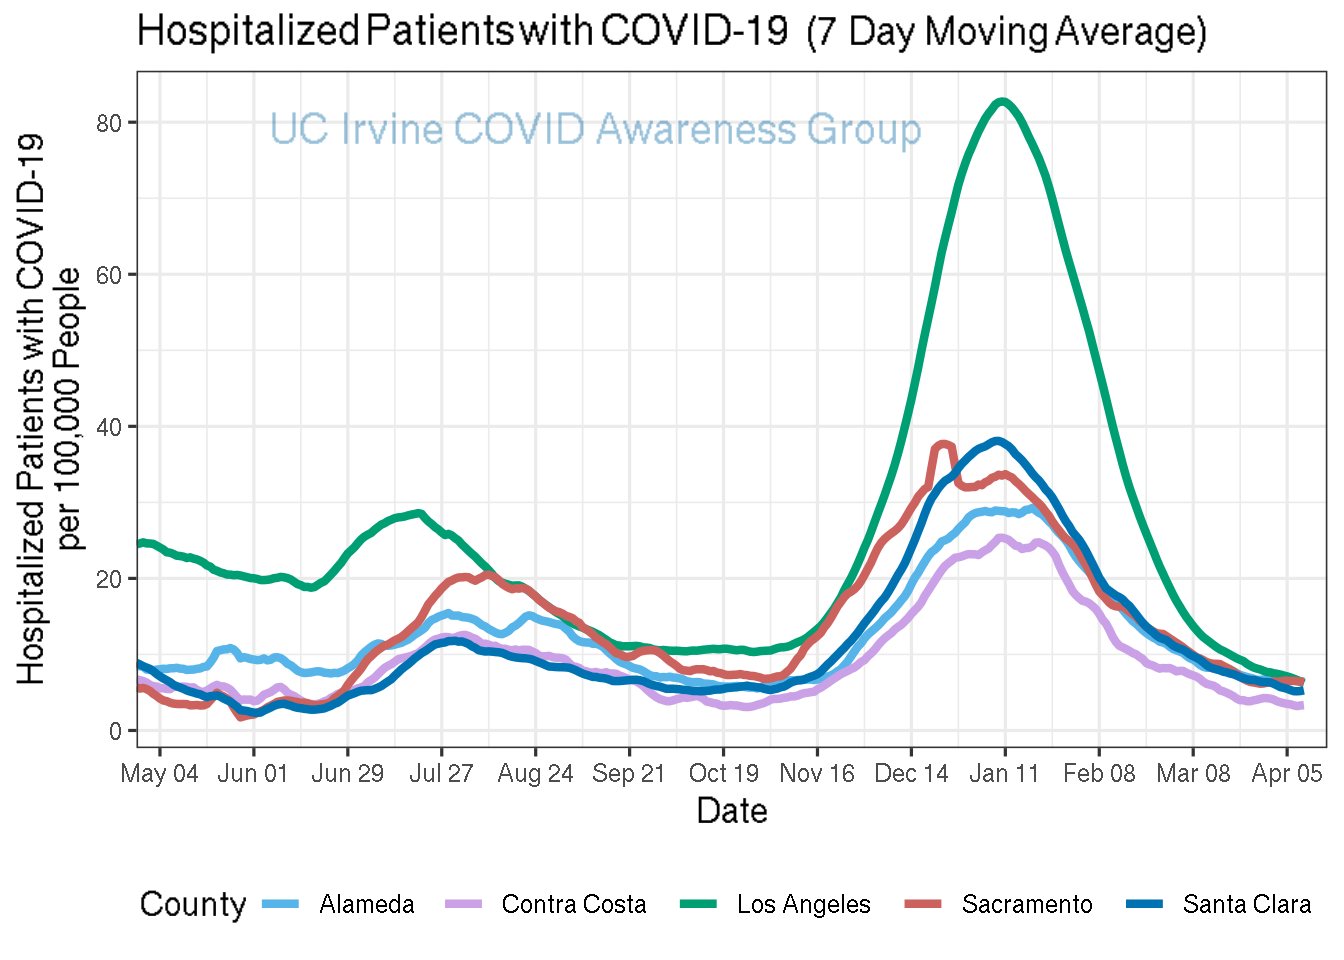 Hospitalized Patients with COVID-19 (7 Day Moving Average)
UC Irvine COVID Awareness Group
Hospitalized Patients with COVID-19
per 100,000 People
80
60
40
20
0
May 04 Jun 01 Jun 29 Jul 27 Aug 24 Sep 21 Oct 19 Nov 16 Dec 14 Jan 11 Feb 08 Mar 08 Apr 05
Date
County Alameda Contra Costa Los Angeles Sacramento Santa Clara